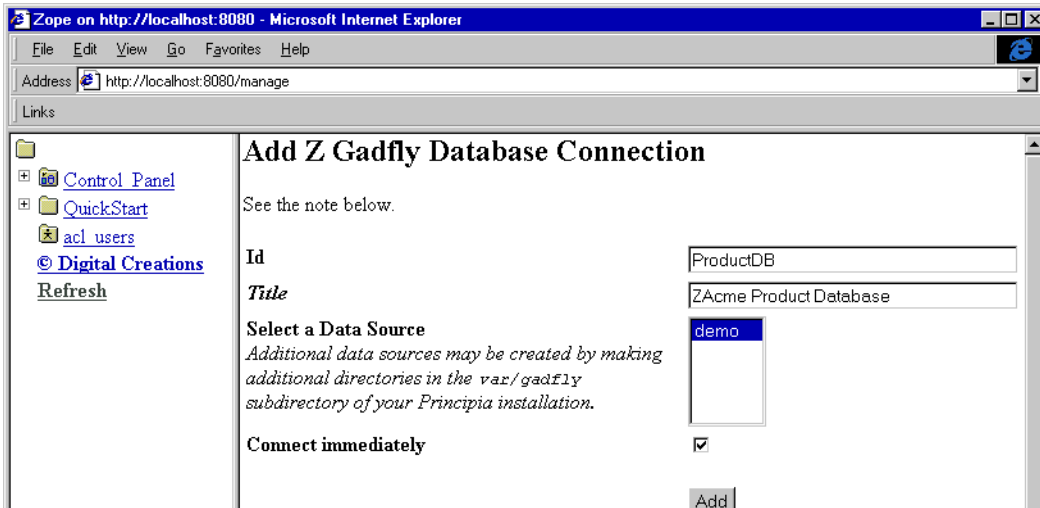 Zope on http://localhost:8080 - Microsoft Internet Explorer
File Edit View Go Favorites Help
Address http://localhost:8080/manage
Links
Control_Panel
QuickStart
acl_users
© Digital Creations
Refresh
Add Z Gadfly Database Connection
See the note below.
Id
ProductDB
Title
ZAcme Product Database
Select a Data Source
demo
Additional data sources may be created by making
additional directories in the var/gadfly
subdirectory of your Principia installation.
Connect immediately
Add